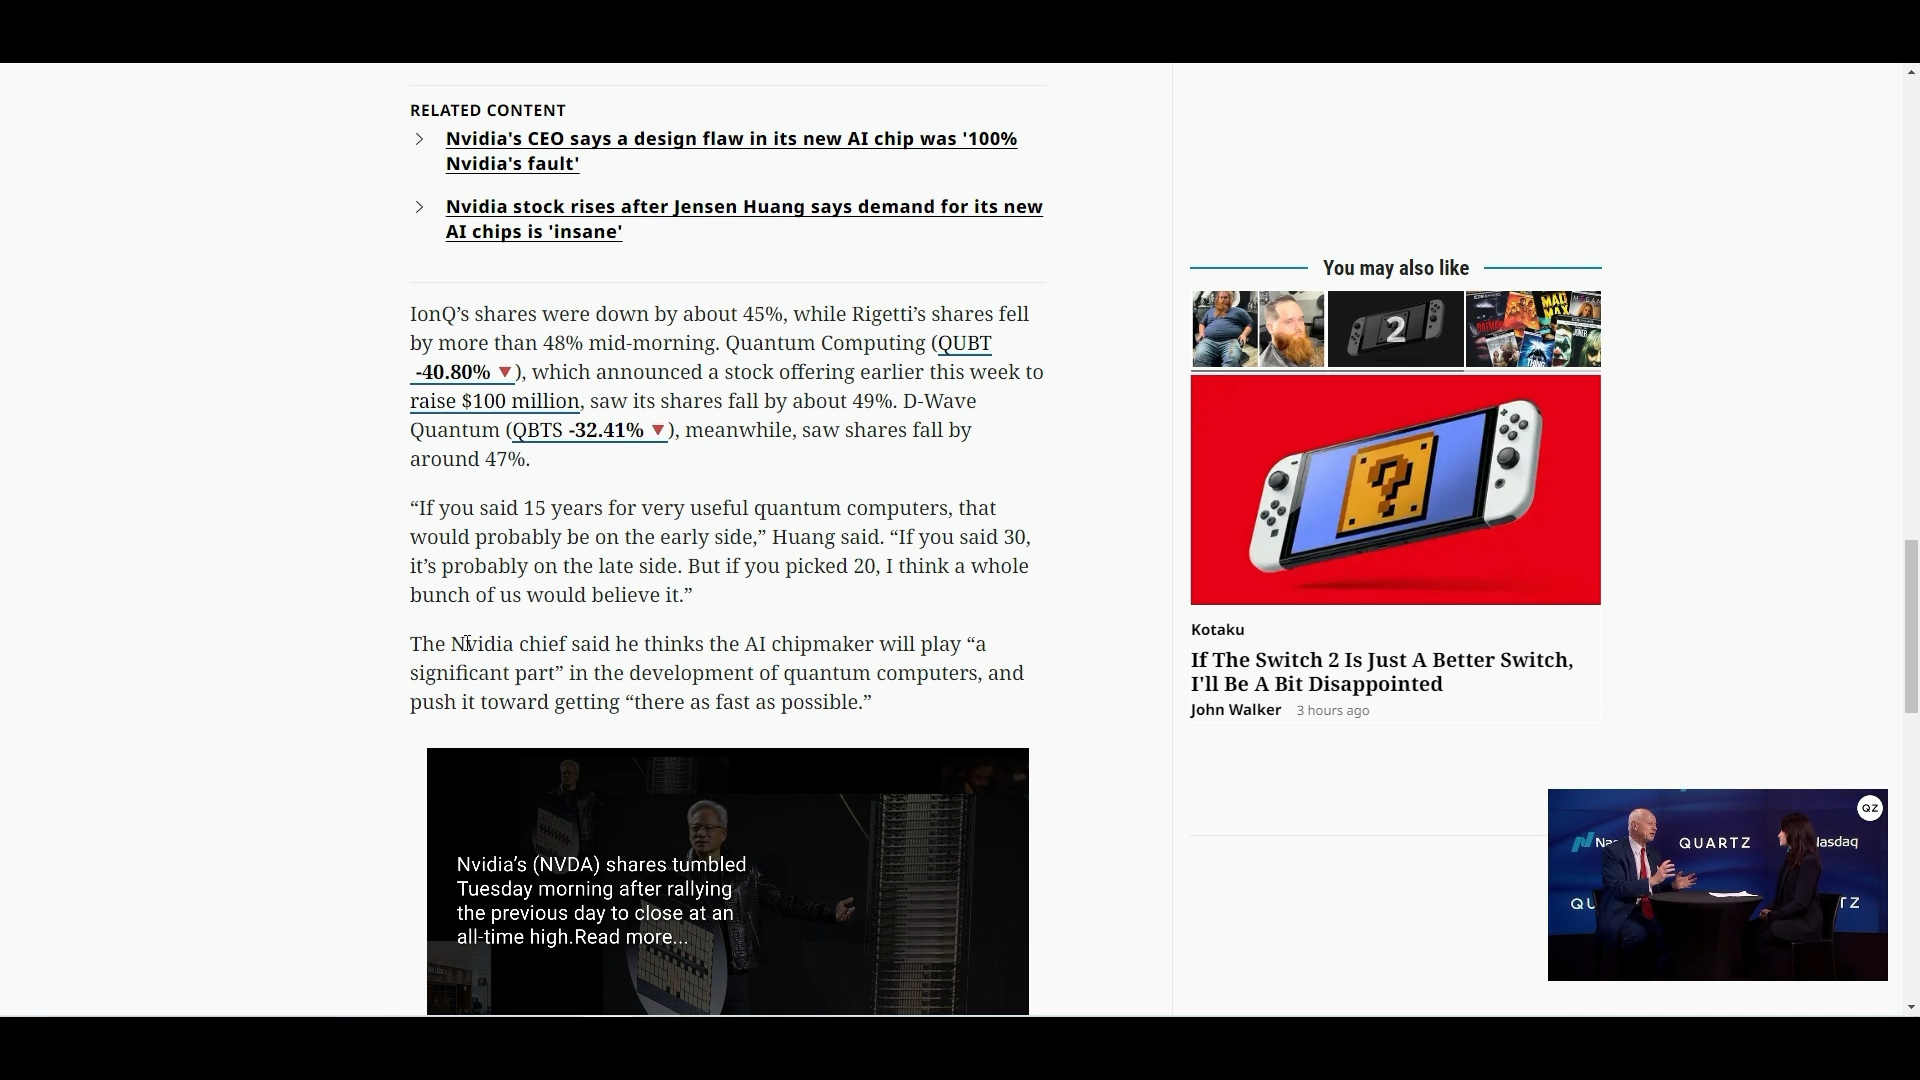 RELATED CONTENT
Nvidia's CEO says a design flaw in its new AI chip was '100%
Nvidia's fault'
Nvidia stock rises after Jensen Huang says demand for its new
AI chips is 'insane'
IonQ’s shares were down by about 45%, while Rigetti’s shares fell
by more than 48% mid-morning. Quantum Computing (QUBT
-40.80% ▼), which announced a stock offering earlier this week to
raise $100 million, saw its shares fall by about 49%. D-Wave
Quantum (QBTS -32.41% ▼), meanwhile, saw shares fall by
around 47%.
“If you said 15 years for very useful quantum computers, that
would probably be on the early side,” Huang said. “If you said 30,
it’s probably on the late side. But if you picked 20, I think a whole
bunch of us would believe it.”
The Nvidia chief said he thinks the AI chipmaker will play “a
significant part” in the development of quantum computers, and
push it toward getting “there as fast as possible.”
Nvidia’s (NVDA) shares tumbled
Tuesday morning after rallying
the previous day to close at an
all-time high.Read more...
You may also like
2
MAD
MAX
?
Kotaku
If The Switch 2 Is Just A Better Switch,
I'll Be A Bit Disappointed
John Walker 3 hours ago
QZ
Nas QUARTZ lasdaq
QU TZ